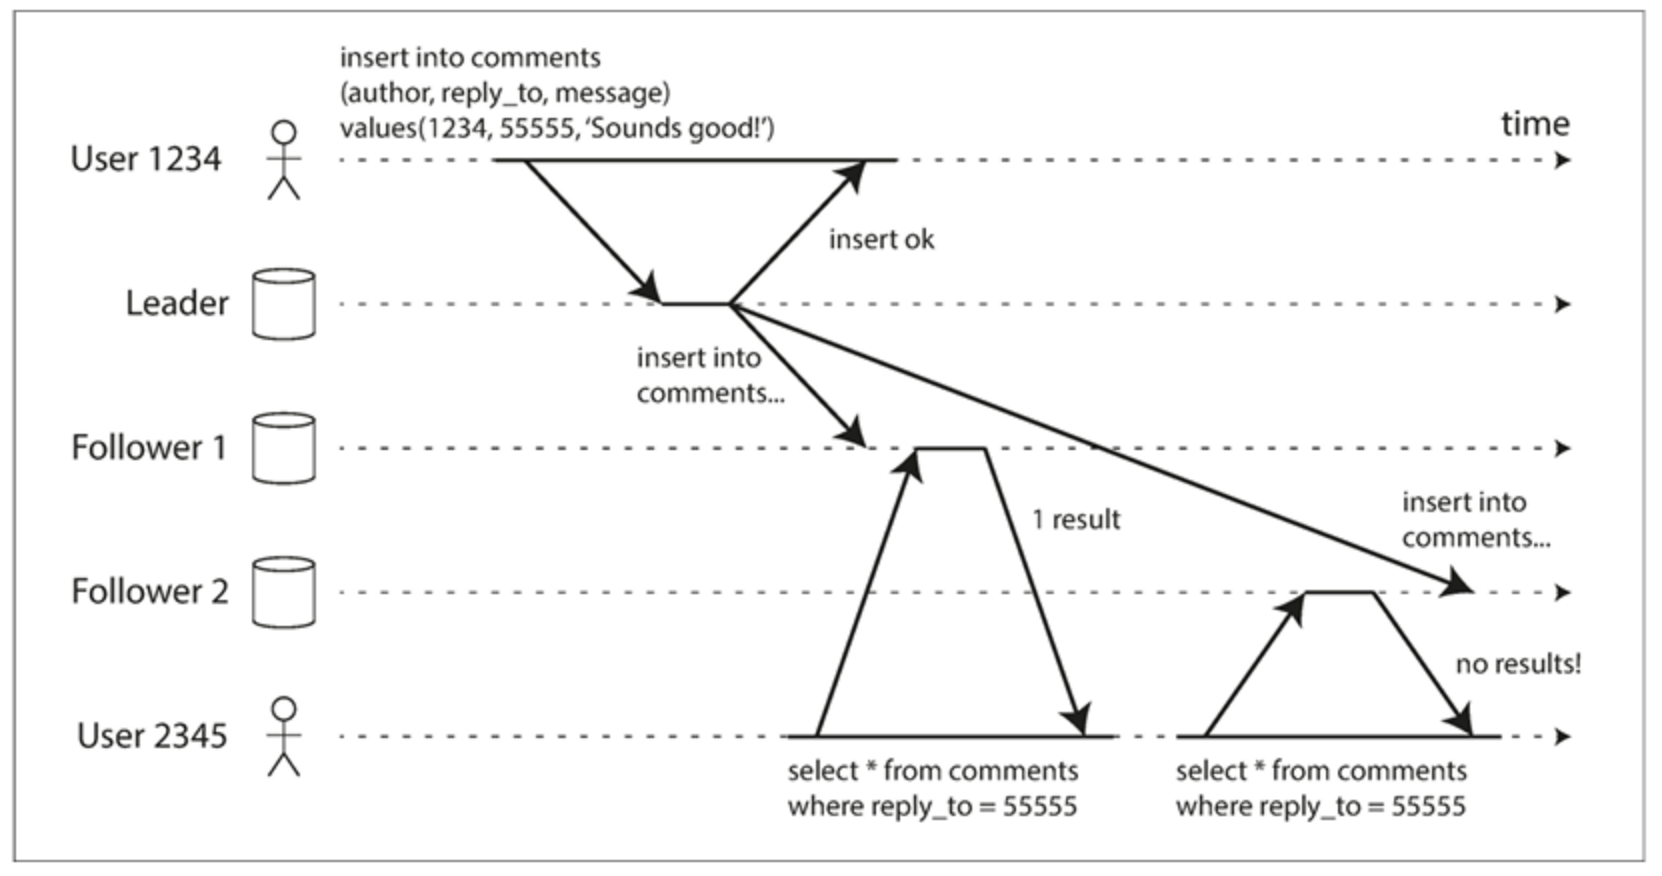 insert into comments
(author, reply_to, message)
values(1234, 55555, ‘Sounds good!’)
time
User 1234
insert ok
Leader
insert into
comments...
Follower 1
1 result
insert into
comments...
Follower 2
no results!
User 2345
select * from comments
where reply_to = 55555
select * from comments
where reply_to = 55555